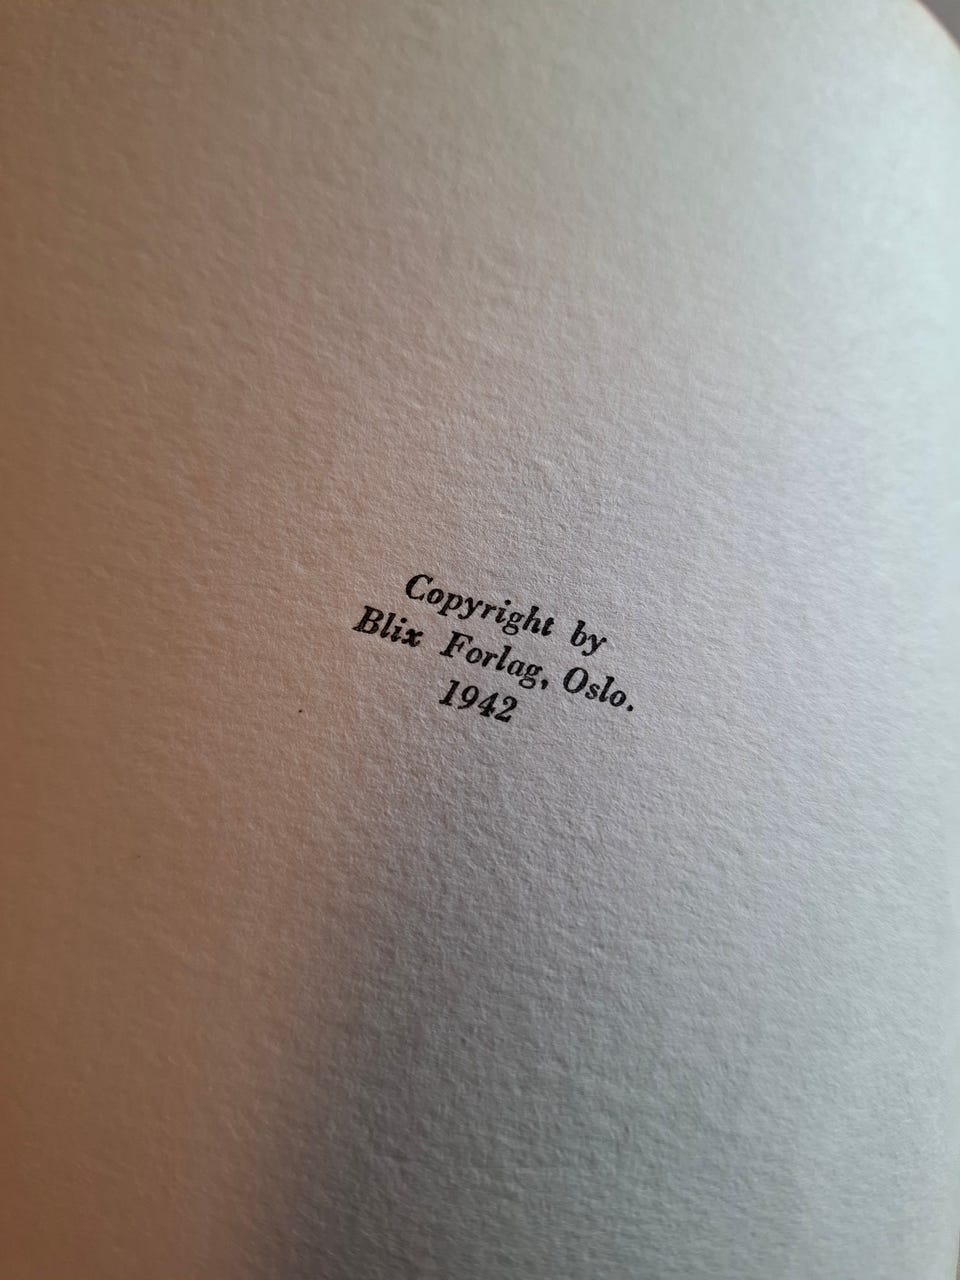 Copyright by
Blix Forlag, Oslo.
1942